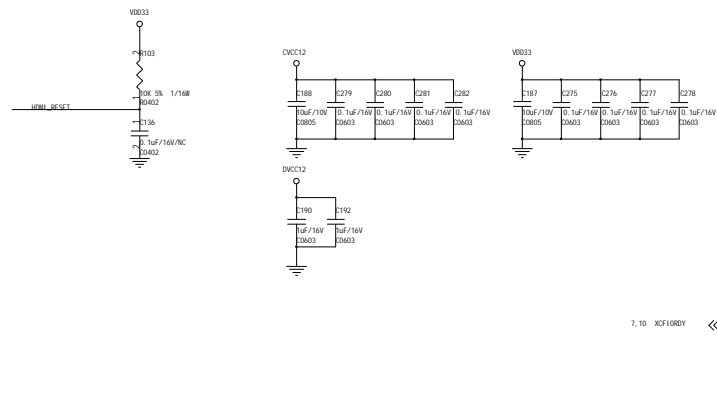 VDD33
R103
10K 5% 1/16W
R0402
HDMI_RESET
C136
0.1uF/16V/NC
C0402
CVCC12
C188 C279 C280 C281 C282
10uF/10V 0.1uF/16V 0.1uF/16V 0.1uF/16V 0.1uF/16V
C0805 C0603 C0603 C0603 C0603
VDD33
C187 C275 C276 C277 C278
10uF/10V 0.1uF/16V 0.1uF/16V 0.1uF/16V 0.1uF/16V
C0805 C0603 C0603 C0603 C0603
DVCC12
C190 C192
1uF/16V 1uF/16V
C0603 C0603
7,10 XCFIORDY